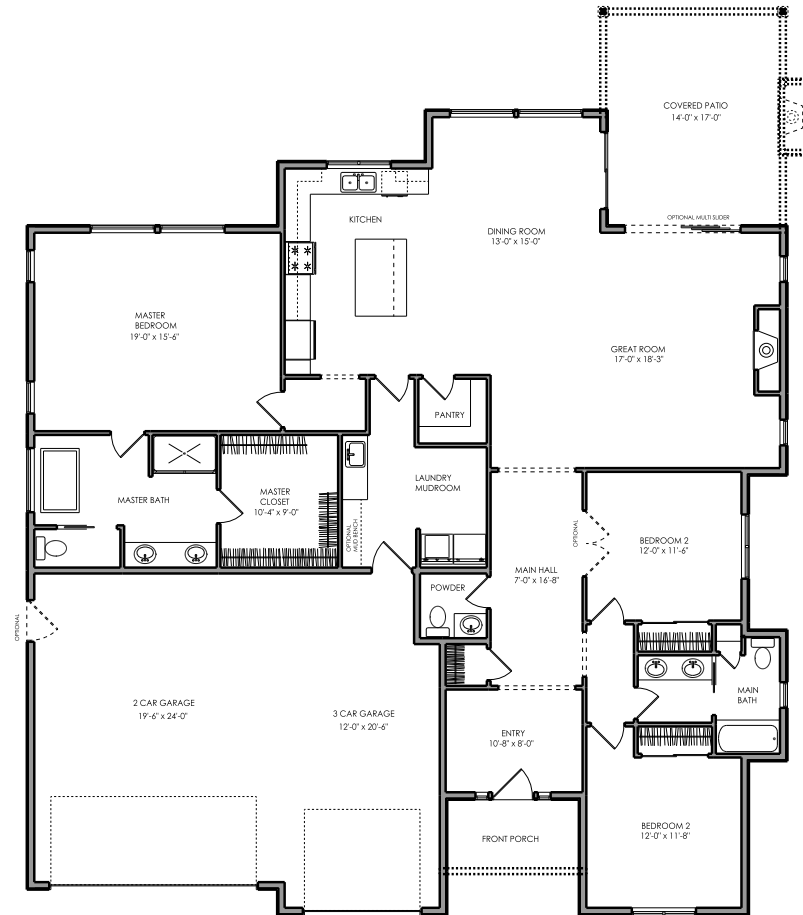 COVERED PATIO
14'-0" x 17'-0"
OPTIONAL MULTI SLIDER
KITCHEN
DINING ROOM
13'-0" x 15'-0"
MASTER
BEDROOM
19'-0" x 15'-6"
GREAT ROOM
17'-0" x 18'-3"
PANTRY
LAUNDRY
MUDROOM
MASTER BATH
MASTER
CLOSET
10'-4" x 9'-0"
OPTIONAL
MUD BENCH
OPTIONAL
BEDROOM 2
12'-0" x 11'-6"
MAIN HALL
7'-0" x 16'-8"
POWDER
OPTIONAL
2 CAR GARAGE
19'-6" x 24'-0"
3 CAR GARAGE
12'-0" x 20'-6"
ENTRY
10'-8" x 8'-0"
MAIN
BATH
FRONT PORCH
BEDROOM 2
12'-0" x 11'-8"